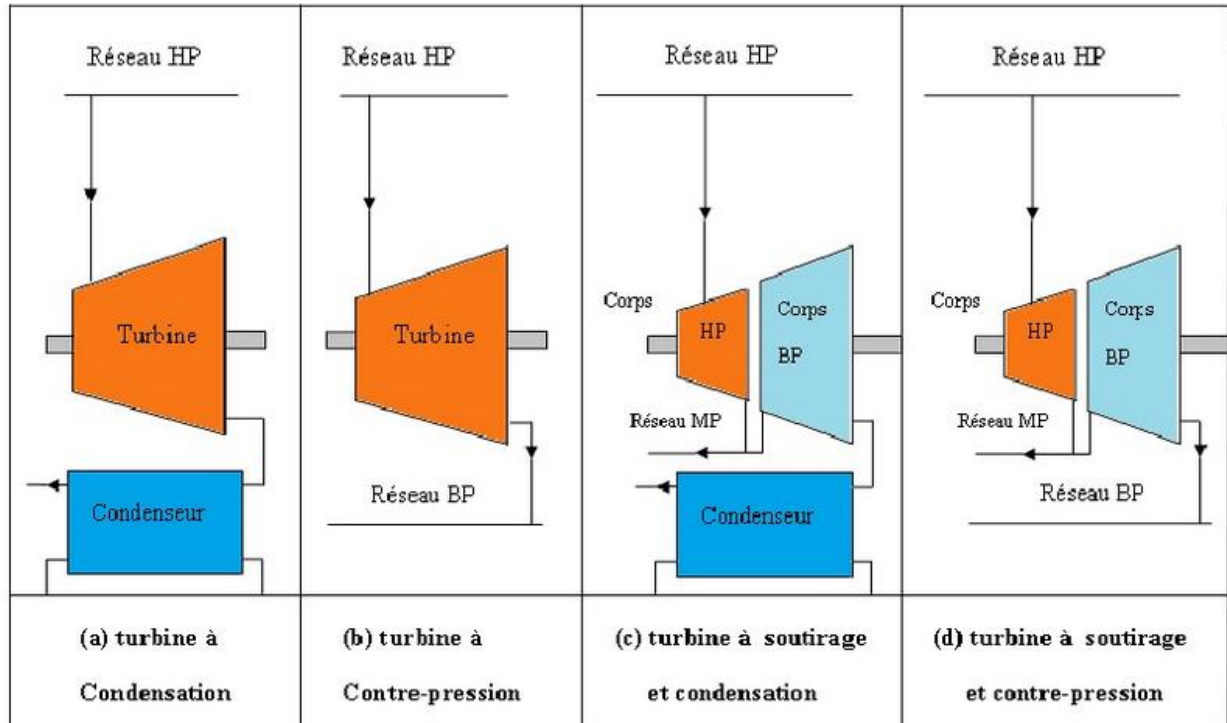 Réseau HP
Turbine
Condenseur
(a) turbine à
Condensation
Réseau HP
Turbine
Réseau BP
(b) turbine à
Contre-pression
Réseau HP
Corps
HP
Corps
BP
Réseau MP
Condenseur
(c) turbine à soutirage
et condensation
Réseau HP
Corps
HP
Corps
BP
Réseau MP
Réseau BP
(d) turbine à soutirage
et contre-pression